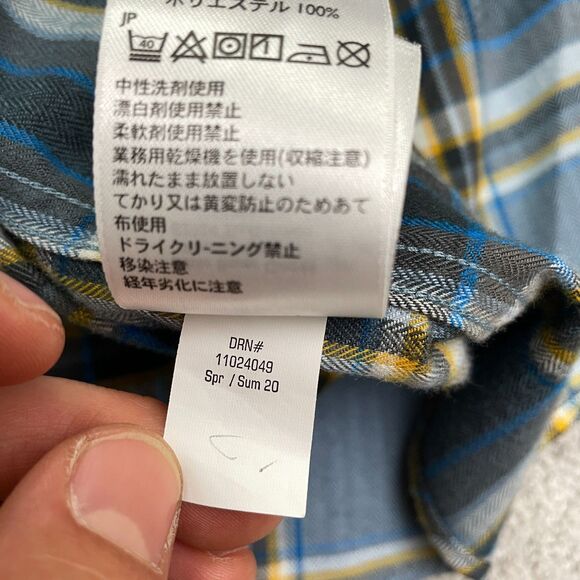 ポリエステル 100%
JP
40
中性洗剤使用
漂白剤使用禁止
柔軟剤使用禁止
業務用乾燥機を使用(収縮注意)
濡れたまま放置しない
てかり又は黄変防止のためあて
布使用
ドライクリ-ニング禁止
移染注意
経年劣化に注意
DRN#
11024049
Spr / Sum 20